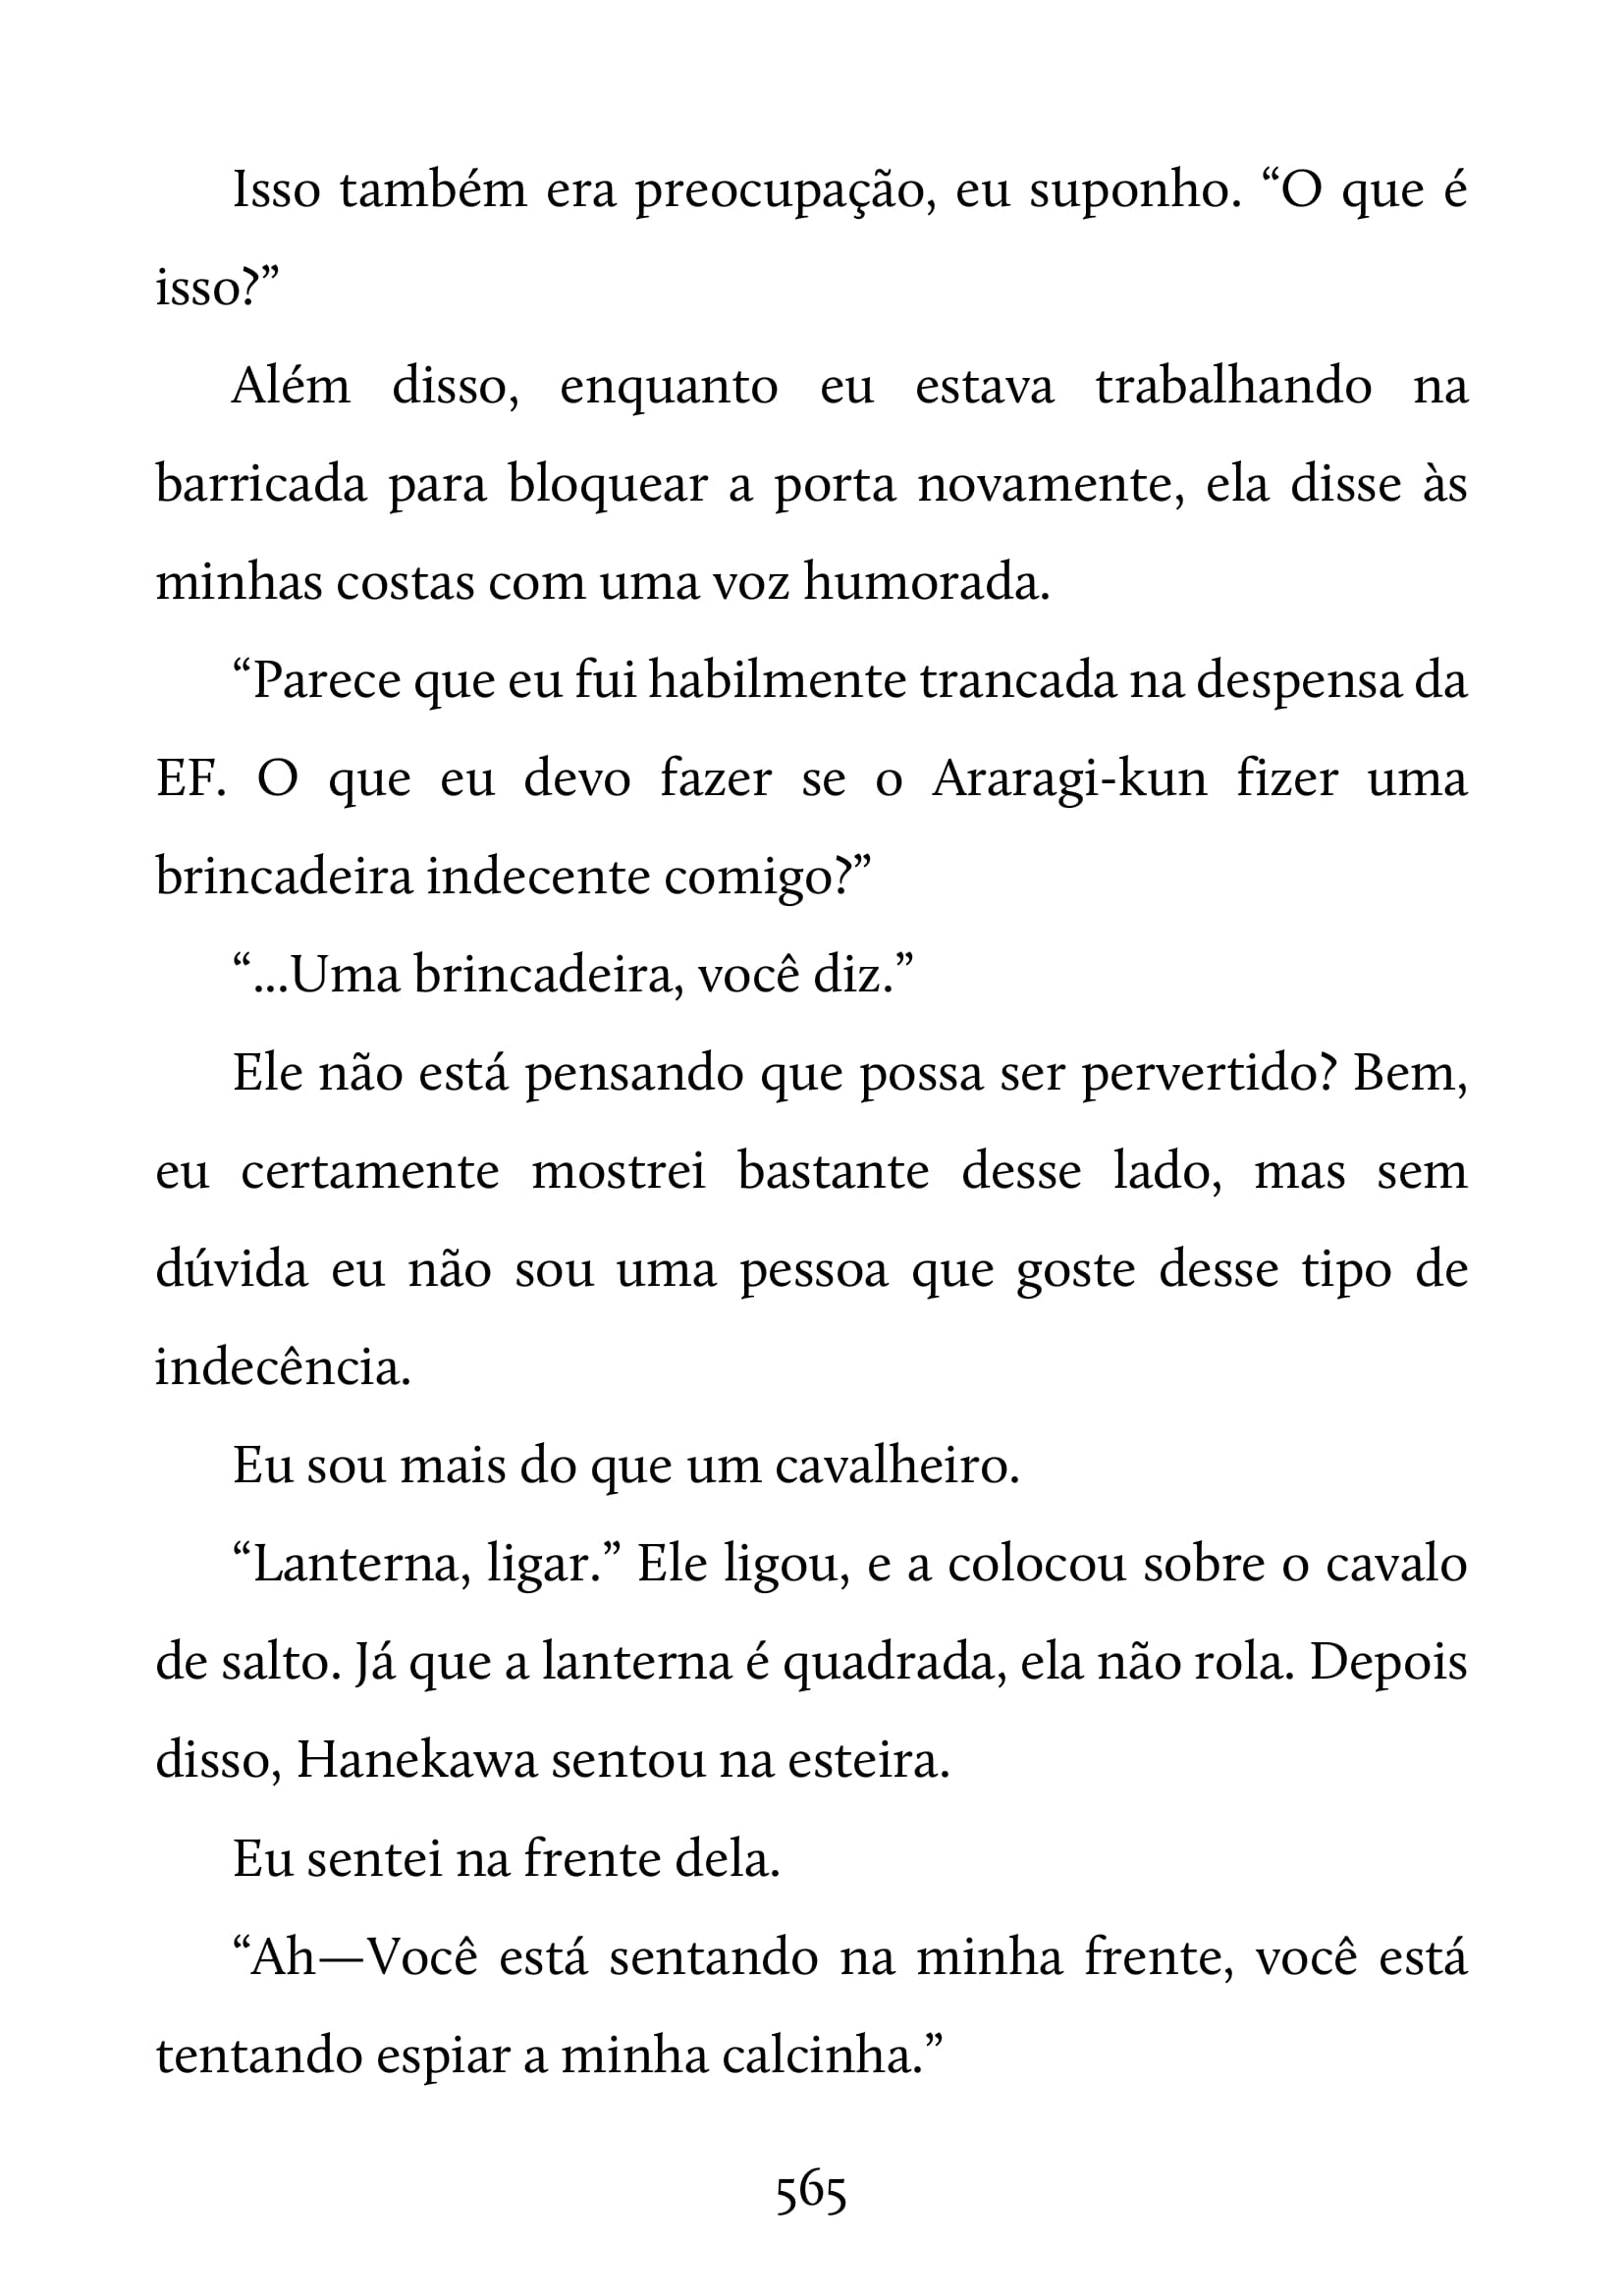 Isso também era preocupação, eu suponho. “O que é
isso?”
Além disso, enquanto eu estava trabalhando na
barricada para bloquear a porta novamente, ela disse às
minhas costas com uma voz humorada.
“Parece que eu fui habilmente trancada na despensa da
EF. O que eu devo fazer se o Araragi-kun fizer uma
brincadeira indecente comigo?”
“...Uma brincadeira, você diz.”
Ele não está pensando que possa ser pervertido? Bem,
eu certamente mostrei bastante desse lado, mas sem
dúvida eu não sou uma pessoa que goste desse tipo de
indecência.
Eu sou mais do que um cavalheiro.
“Lanterna, ligar.” Ele ligou, e a colocou sobre o cavalo
de salto. Já que a lanterna é quadrada, ela não rola. Depois
disso, Hanekawa sentou na esteira.
Eu sentei na frente dela.
“Ah—Você está sentando na minha frente, você está
tentando espiar a minha calcinha.”
565